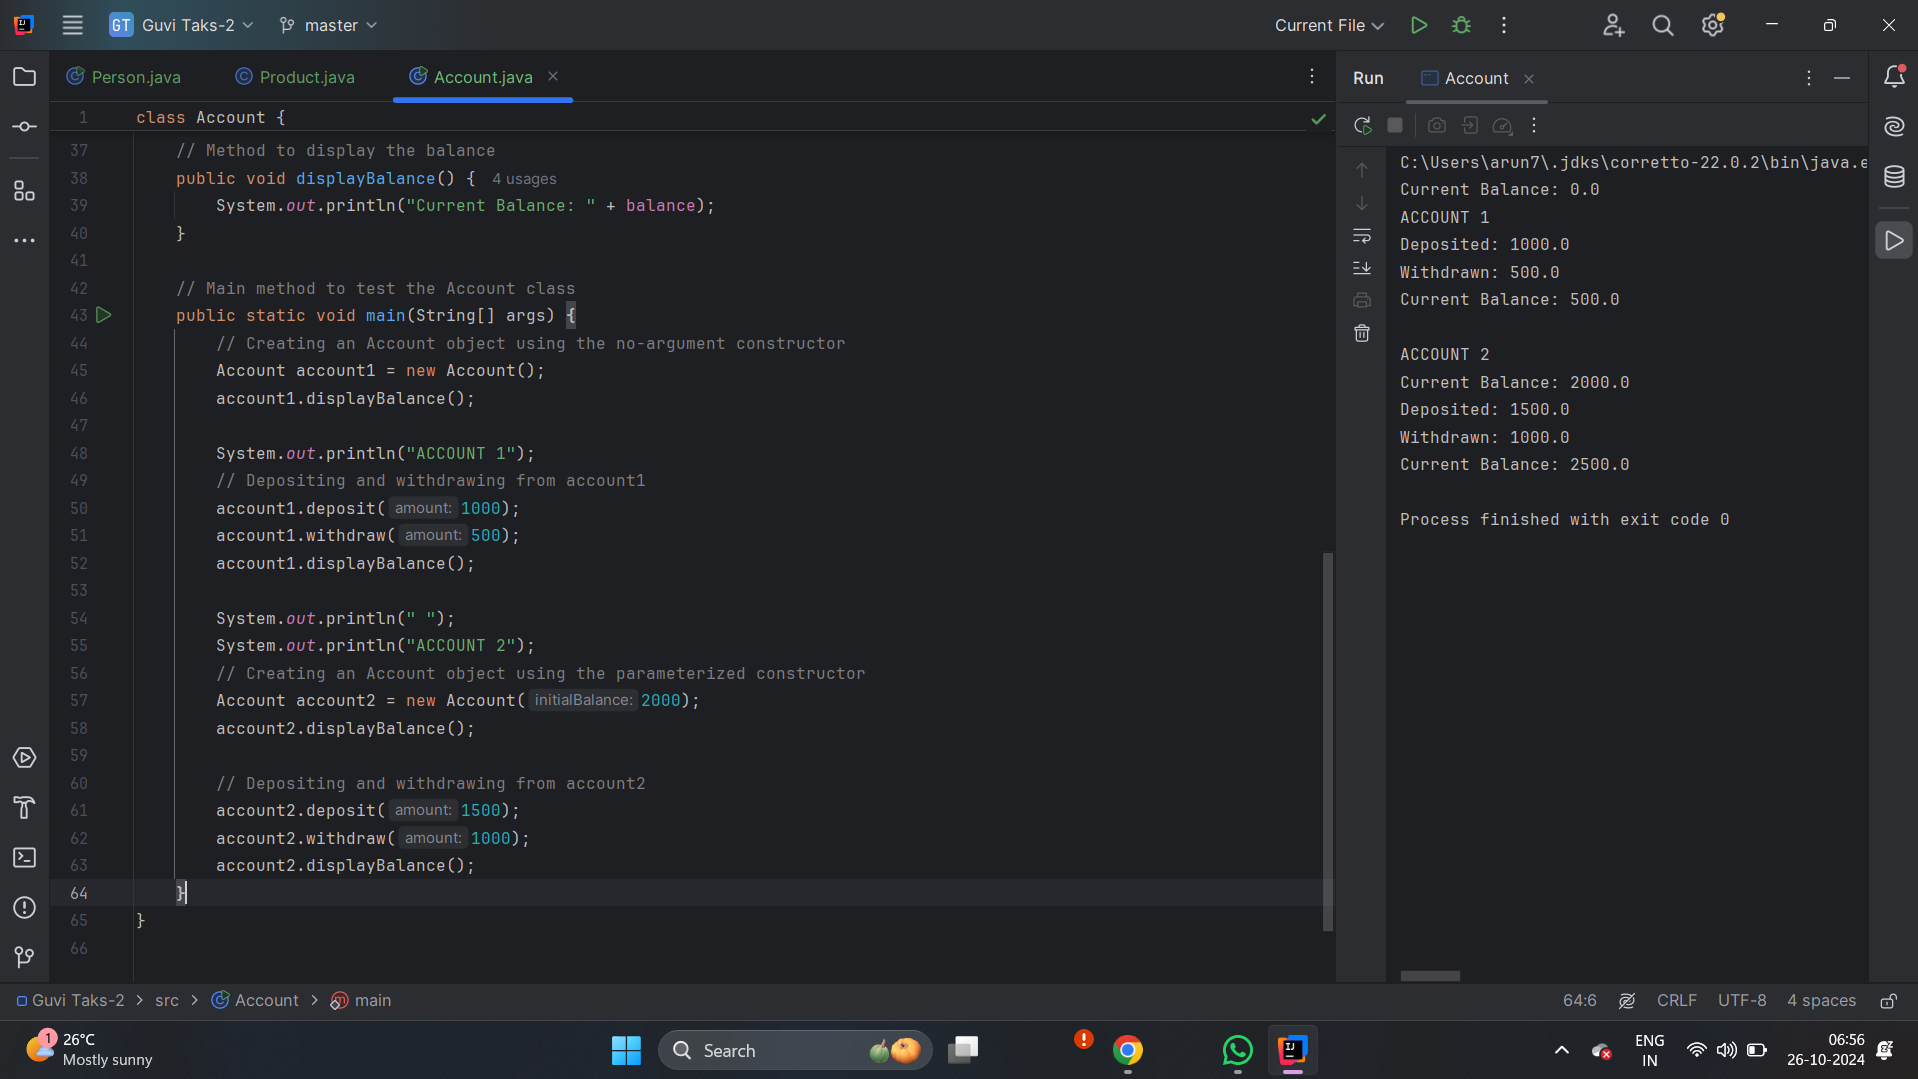 GT Guvi Taks-2 master Current File
Person.java Product.java Account.java
1 class Account {
37 // Method to display the balance
38 public void displayBalance() { 4 usages
39 System.out.println("Current Balance: " + balance);
40 }
41
42 // Main method to test the Account class
43 public static void main(String[] args) {
44 // Creating an Account object using the no-argument constructor
45 Account account1 = new Account();
46 account1.displayBalance();
47
48 System.out.println("ACCOUNT 1");
49 // Depositing and withdrawing from account1
50 account1.deposit( amount: 1000);
51 account1.withdraw( amount: 500);
52 account1.displayBalance();
53
54 System.out.println(" ");
55 System.out.println("ACCOUNT 2");
56 // Creating an Account object using the parameterized constructor
57 Account account2 = new Account( initialBalance: 2000);
58 account2.displayBalance();
59
60 // Depositing and withdrawing from account2
61 account2.deposit( amount: 1500);
62 account2.withdraw( amount: 1000);
63 account2.displayBalance();
64 }
65 }
66
Run Account
C:\Users\arun7\.jdks\corretto-22.0.2\bin\java.e
Current Balance: 0.0
ACCOUNT 1
Deposited: 1000.0
Withdrawn: 500.0
Current Balance: 500.0

ACCOUNT 2
Current Balance: 2000.0
Deposited: 1500.0
Withdrawn: 1000.0
Current Balance: 2500.0

Process finished with exit code 0
Guvi Taks-2 > src > Account > main
64:6 CRLF UTF-8 4 spaces
1
26°C
Mostly sunny
Search
ENG
IN
06:56
26-10-2024